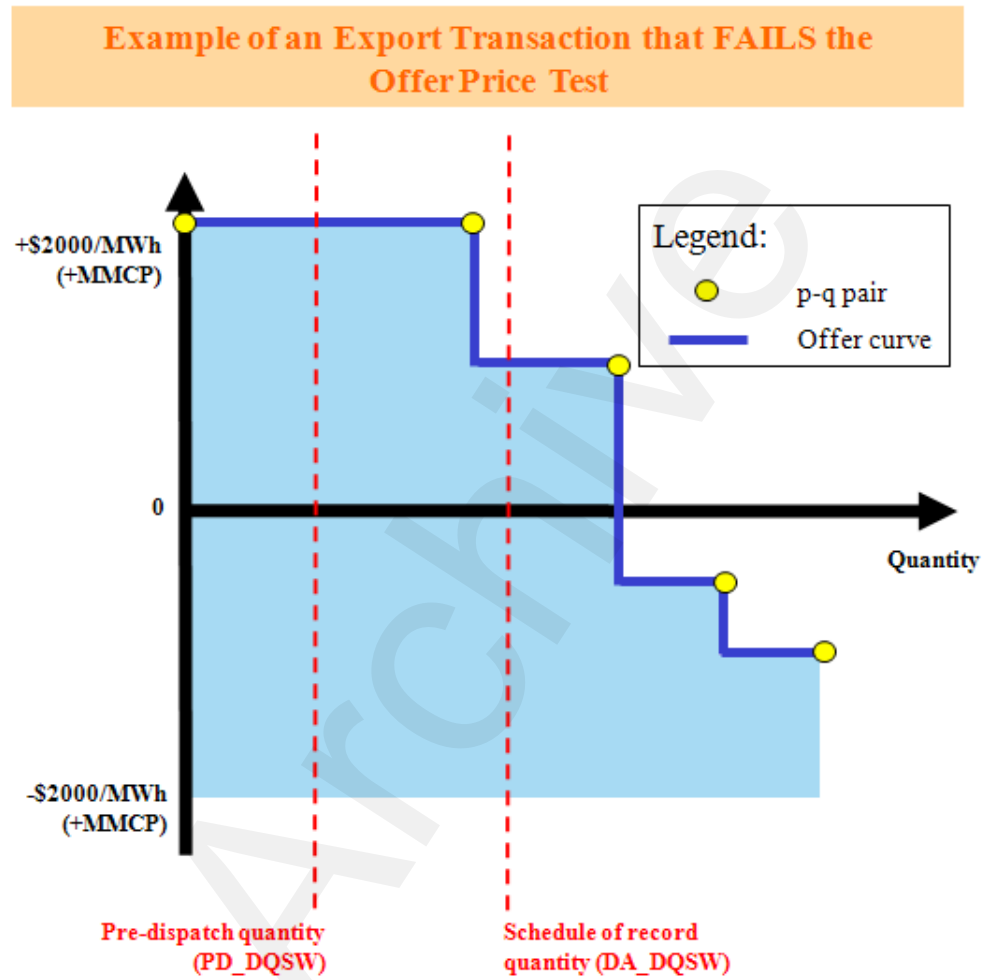 Example of an Export Transaction that FAILS the
Offer Price Test
+$2000/MWh
(+MMCP)
Legend:
p-q pair
Offer curve
0
Quantity
-$2000/MWh
(+MMCP)
Pre-dispatch quantity
(PD_DQSW)
Schedule of record
quantity (DA_DQSW)
Archive